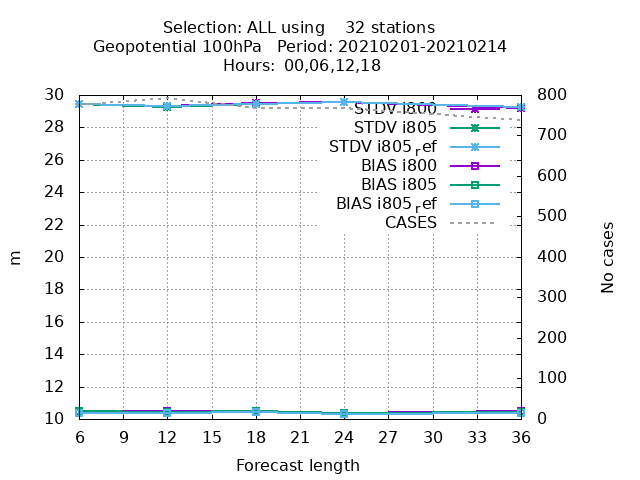 Selection: ALL using    32 stations
Geopotential 100hPa   Period: 20210201-20210214
Hours: 00,06,12,18
30
28
26
24
22
20
18
16
14
12
10
800
700
600
500
400
300
200
100
0
STDV i800
STDV i805
STDV i805ref
BIAS i800
BIAS i805
BIAS i805ref
CASES
m
No cases
6 9 12 15 18 21 24 27 30 33 36
Forecast length